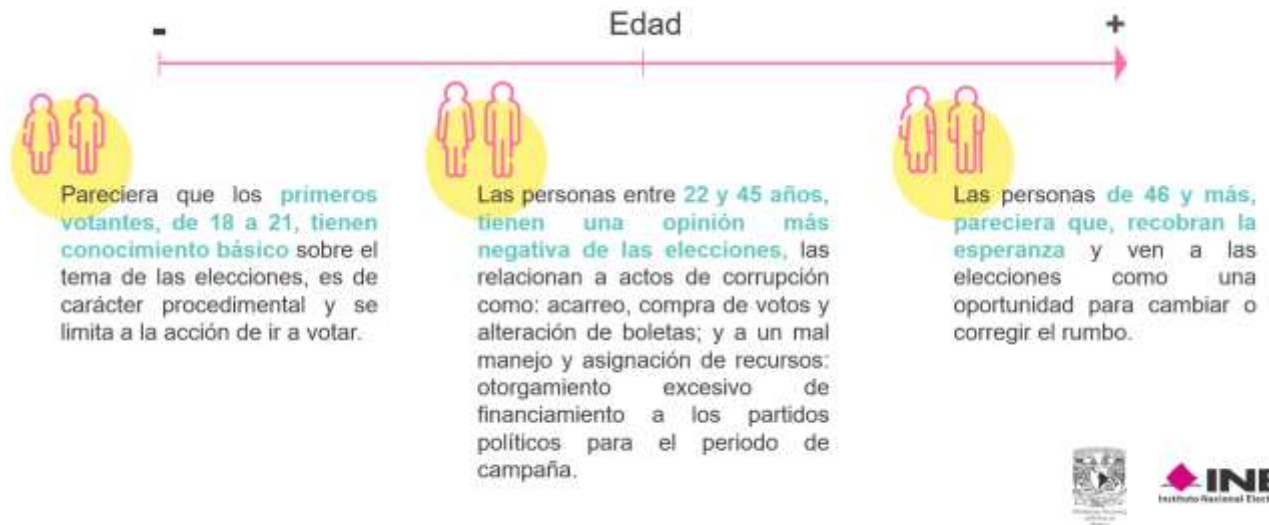 - Edad +
Pareciera que los primeros
votantes, de 18 a 21, tienen
conocimiento básico sobre el
tema de las elecciones, es de
carácter procedimental y se
limita a la acción de ir a votar.
Las personas entre 22 y 45 años,
tienen una opinión más
negativa de las elecciones, las
relacionan a actos de corrupción
como: acarreo, compra de votos y
alteración de boletas; y a un mal
manejo y asignación de recursos:
otorgamiento excesivo de
financiamiento a los partidos
políticos para el periodo de
campaña.
Las personas de 46 y más,
pareciera que, recobran la
esperanza y ven a las
elecciones como una
oportunidad para cambiar o
corregir el rumbo.
INE
Instituto Nacional Elect